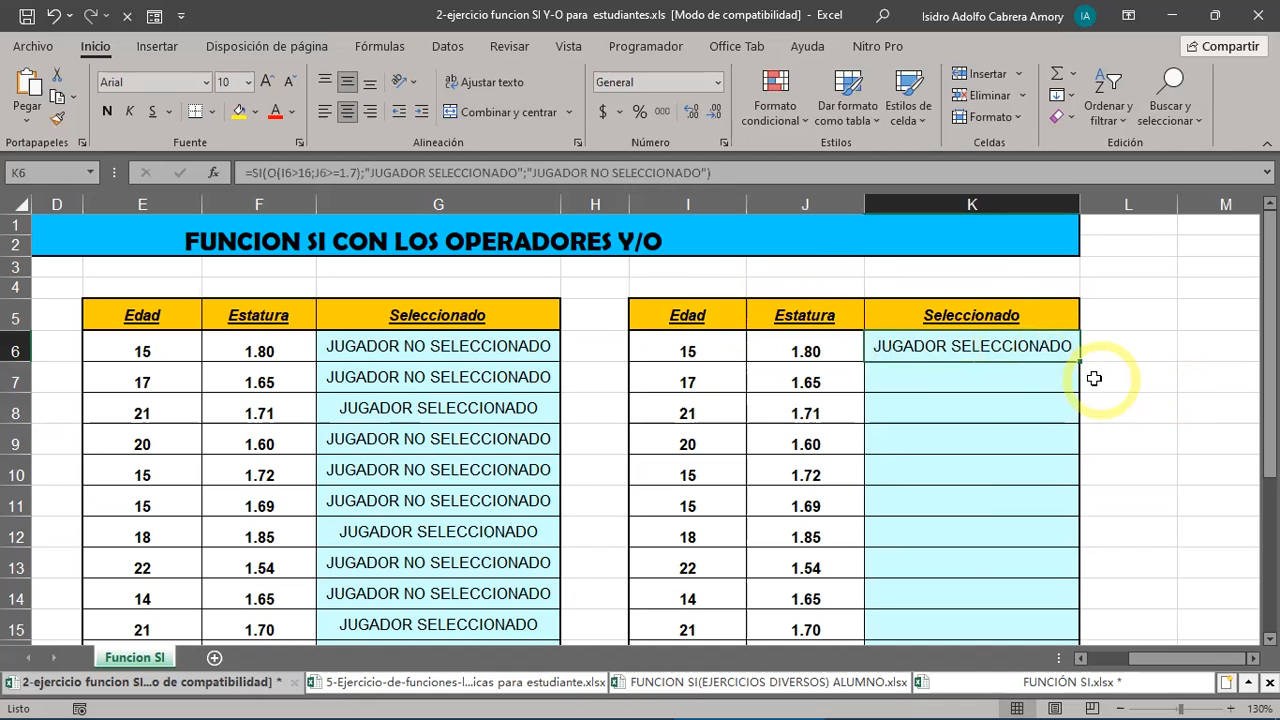 2-ejercicio funcion SI Y-O para estudiantes.xls [Modo de compatibilidad] - Excel
Isidro Adolfo Cabrera Amory
IA
Archivo Inicio Insertar Disposición de página Fórmulas Datos Revisar Vista Programador Office Tab Ayuda Nitro Pro Compartir
Pegar
Portapapeles
Arial 10
N K S
Fuente
Ajustar texto
Combinar y centrar
Alineación
General
$ % 000
Número
Formato condicional
Dar formato como tabla
Estilos de celda
Estilos
Insertar
Eliminar
Formato
Celdas
Ordenar y filtrar
Buscar y seleccionar
Edición
K6 fx =SI(O(I6>16;J6>=1.7);"JUGADOR SELECCIONADO";"JUGADOR NO SELECCIONADO")
D E F G H I J K L M
1
2 FUNCION SI CON LOS OPERADORES Y/O
3
4
5 Edad Estatura Seleccionado Edad Estatura Seleccionado
6 15 1.80 JUGADOR NO SELECCIONADO 15 1.80 JUGADOR SELECCIONADO
7 17 1.65 JUGADOR NO SELECCIONADO 17 1.65
8 21 1.71 JUGADOR SELECCIONADO 21 1.71
9 20 1.60 JUGADOR NO SELECCIONADO 20 1.60
10 15 1.72 JUGADOR NO SELECCIONADO 15 1.72
11 15 1.69 JUGADOR NO SELECCIONADO 15 1.69
12 18 1.85 JUGADOR SELECCIONADO 18 1.85
13 22 1.54 JUGADOR NO SELECCIONADO 22 1.54
14 14 1.65 JUGADOR NO SELECCIONADO 14 1.65
15 21 1.70 JUGADOR SELECCIONADO 21 1.70
Funcion SI
2-ejercicio funcion SI...o de compatibilidad] * 5-Ejercicio-de-funciones-l...icas para estudiante.xlsx FUNCION SI(EJERCICIOS DIVERSOS) ALUMNO.xlsx FUNCIÓN SI.xlsx *
Listo 130%